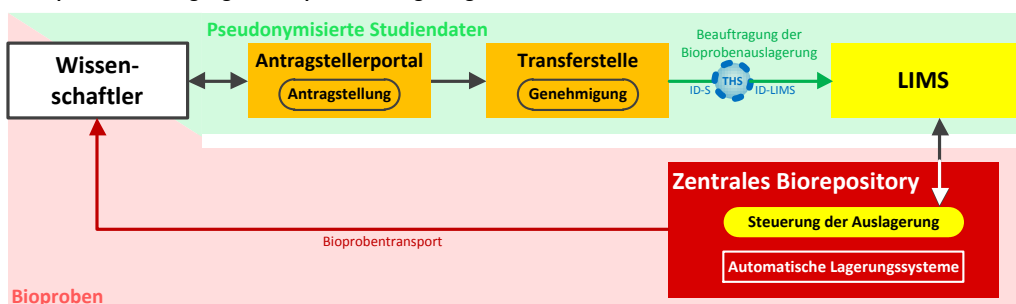 Pseudonymisierte Studiendaten
Wissen-
schaftler
Antragstellerportal
Antragstellung
Transferstelle
Genehmigung
Beauftragung der
Bioprobenauslagerung
THS
ID-S
ID-LIMS
LIMS
Zentrales Biorepository
Steuerung der Auslagerung
Automatische Lagerungssysteme
Bioprobentransport
Bioproben